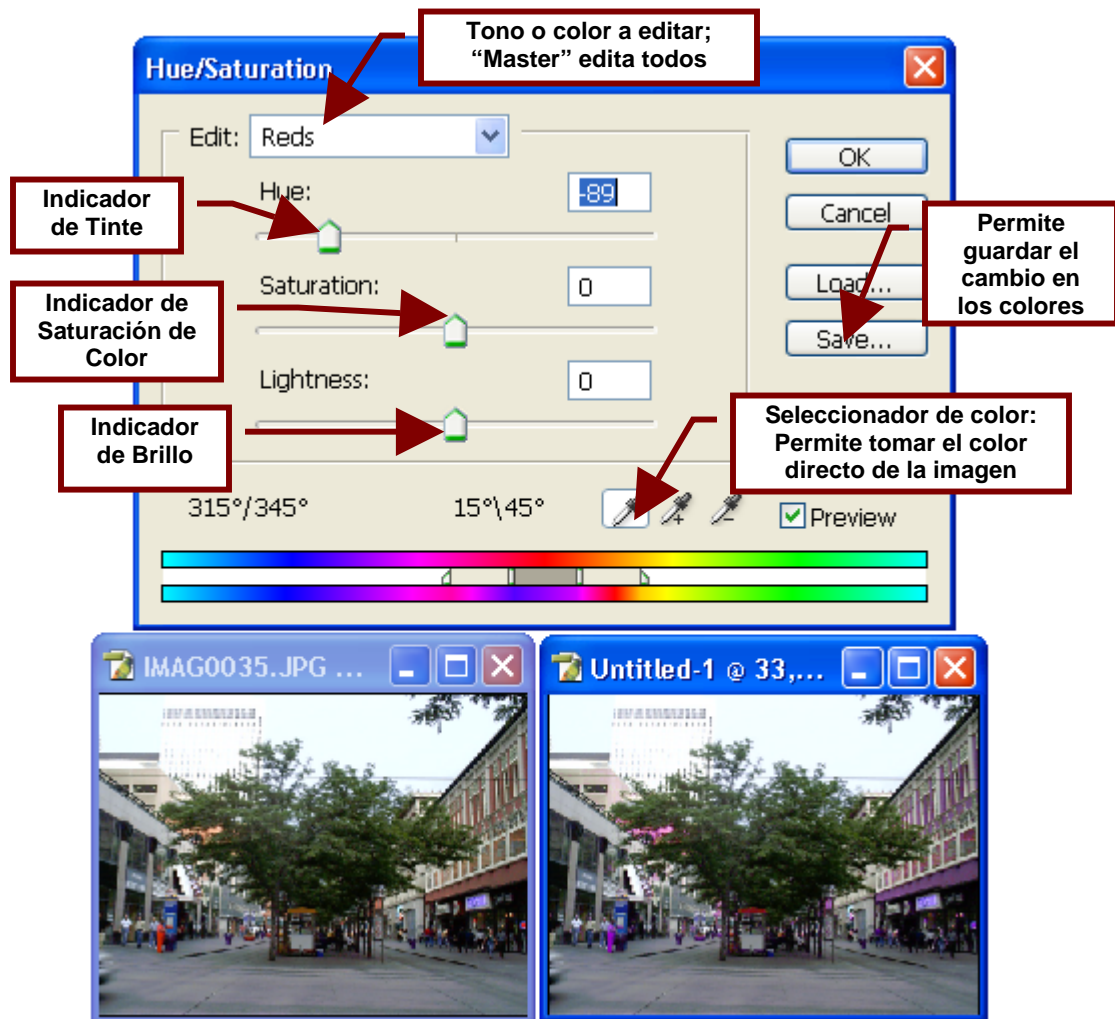 Tono o color a editar;
“Master” edita todos
Hue/Saturation
Edit:
Reds
OK
Indicador
de Tinte
Hue:
-89
Cancel
Permite
guardar el
cambio en
los colores
Indicador de
Saturación de
Color
Saturation:
0
Load...
Save...
Lightness:
0
Indicador
de Brillo
Seleccionador de color:
Permite tomar el color
directo de la imagen
315°/345°
15°\45°
Preview
IMAG0035.JPG ...
Untitled-1 @ 33,...